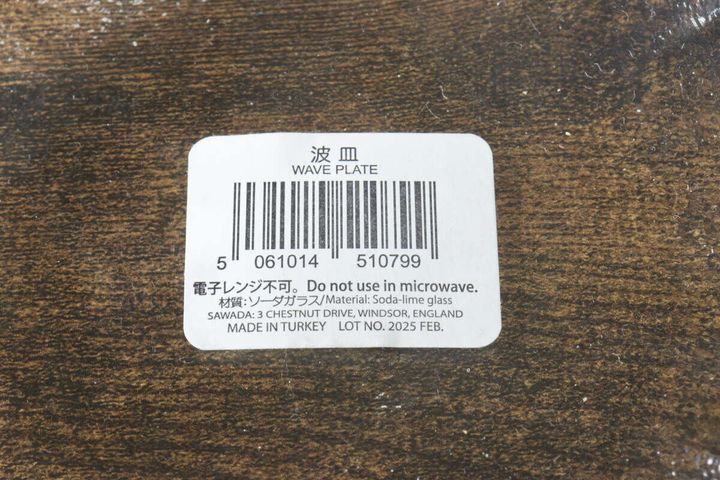 波皿
WAVE PLATE
5 061014 510799
電子レンジ不可。Do not use in microwave.
材質:ソーダガラス/Material: Soda-lime glass
SAWADA: 3 CHESTNUT DRIVE, WINDSOR, ENGLAND
MADE IN TURKEY LOT NO. 2025 FEB.